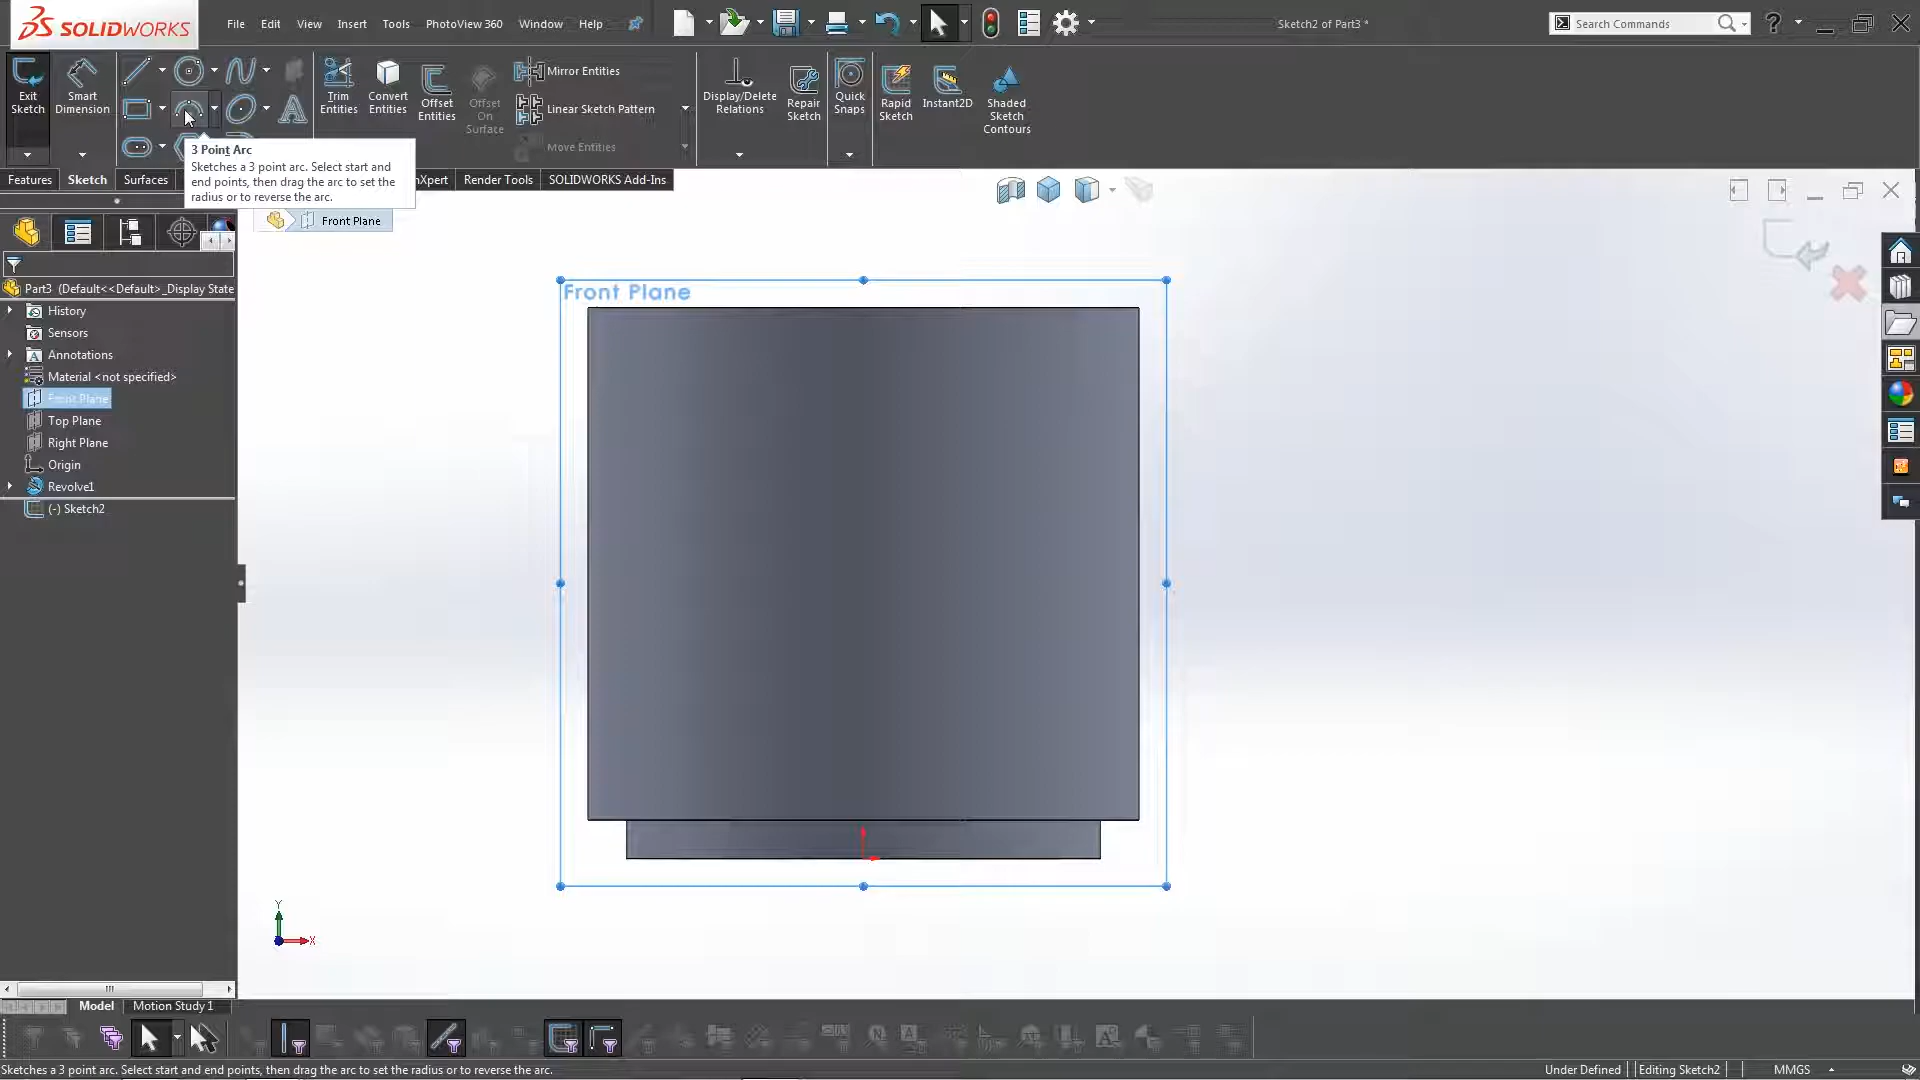 SOLIDWORKS
File Edit View Insert Tools PhotoView 360 Window Help
Sketch2 of Part3 *
Search Commands
?
Exit Sketch
Smart Dimension
Trim Entities
Convert Entities
Offset Entities
Offset On Surface
Mirror Entities
Linear Sketch Pattern
Move Entities
Display/Delete Relations
Repair Sketch
Quick Snaps
Rapid Sketch
Instant2D
Shaded Sketch Contours
3 Point Arc
Sketches a 3 point arc. Select start and
end points, then drag the arc to set the
radius or to reverse the arc.
Features Sketch Surfaces nXpert Render Tools SOLIDWORKS Add-Ins
Front Plane
Part3 (Default<<Default>_Display State
History
Sensors
Annotations
Material <not specified>
Front Plane
Top Plane
Right Plane
Origin
Revolve1
(-) Sketch2
Front Plane
Y
X
Model Motion Study 1
Sketches a 3 point arc. Select start and end points, then drag the arc to set the radius or to reverse the arc.
Under Defined Editing Sketch2 MMGS